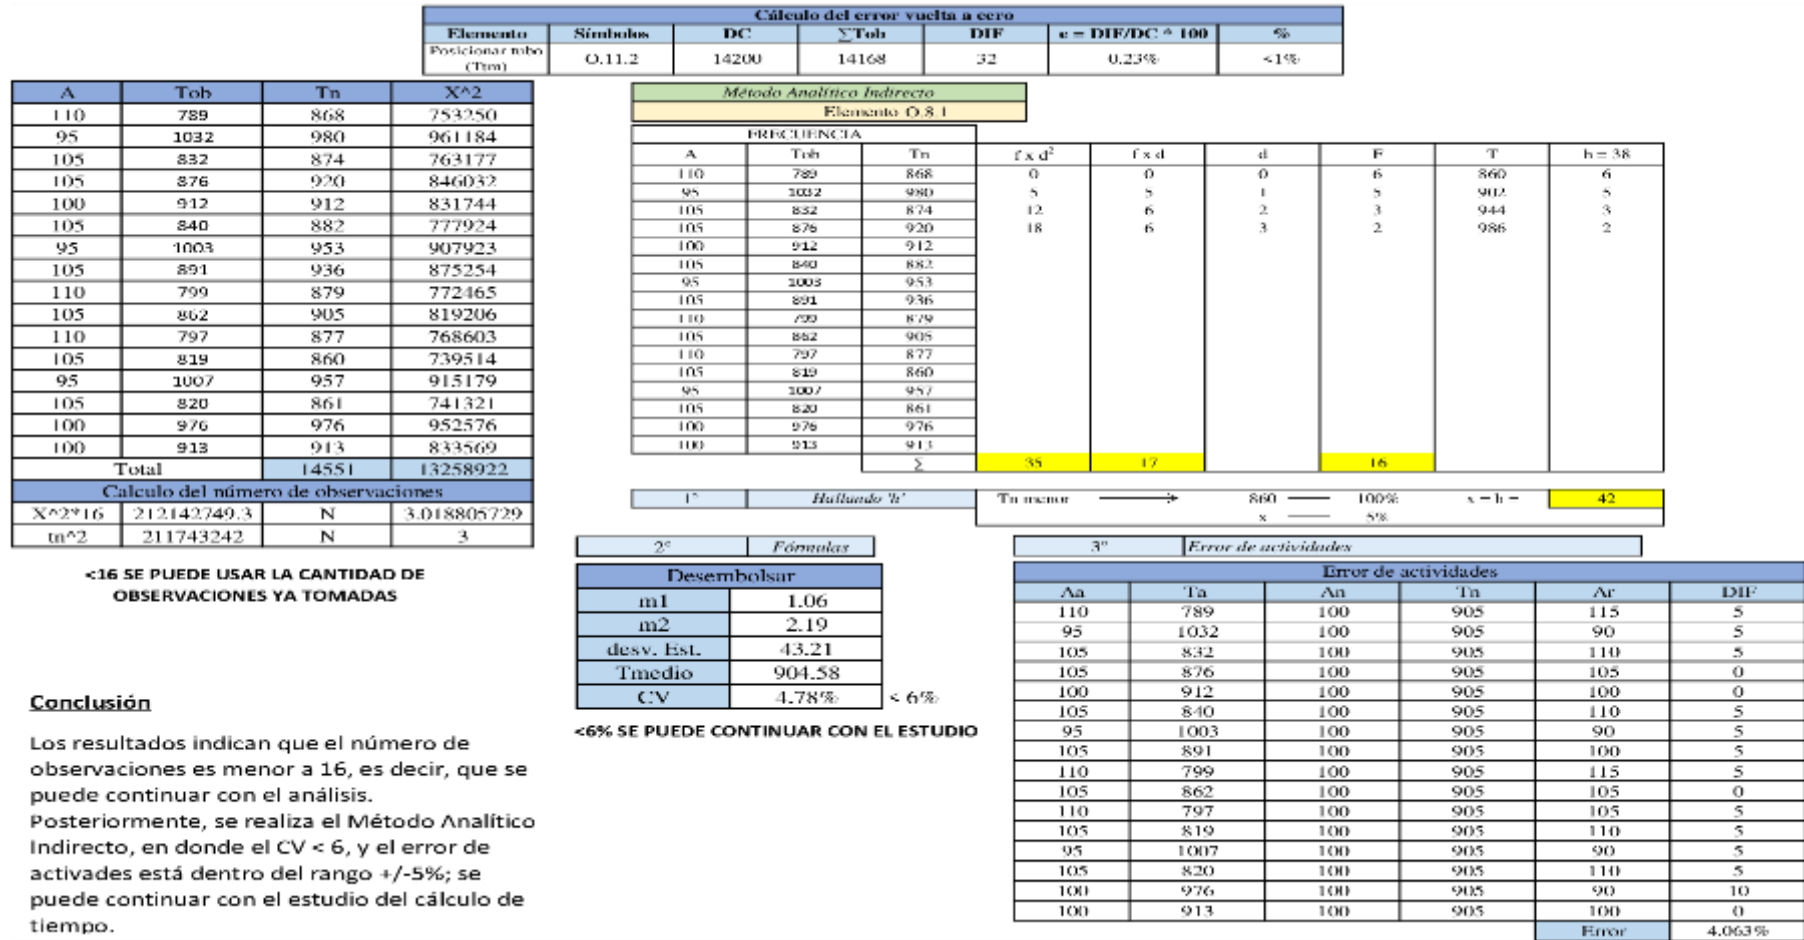 Cálculo del error vuelta a cero
Elemento Símbolos DC ∑Tob DIF e = DIF/DC * 100 %
Posicionar tubo (Ttm) O.11.2 14200 14168 32 0.23% <1%
A Tob Tn X^2
110 789 868 753250
95 1032 980 961184
105 832 874 763177
105 876 920 846032
100 912 912 831744
105 840 882 777924
95 1003 953 907923
105 891 936 875254
110 799 879 772465
105 862 905 819206
110 797 877 768603
105 819 860 739514
95 1007 957 915179
105 820 861 741321
100 976 976 952576
100 913 913 833569
Total 14551 13258922
Calculo del número de observaciones
X^2*16 212142749.3 N 3.018805729
tn^2 211743242 N 3
<16 SE PUEDE USAR LA CANTIDAD DE
OBSERVACIONES YA TOMADAS
Conclusión
Los resultados indican que el número de
observaciones es menor a 16, es decir, que se
puede continuar con el análisis.
Posteriormente, se realiza el Método Analítico
Indirecto, en donde el CV < 6, y el error de
activades está dentro del rango +/-5%; se
puede continuar con el estudio del cálculo de
tiempo.
Método Analítico Indirecto
Elemento O.8.1
FRECUENCIA
A Tob Tn f x d² f x d d F T h = 38
110 789 868 0 0 0 6 860 6
95 1032 980 5 5 1 5 902 5
105 832 874 12 6 2 3 944 3
105 876 920 18 6 3 2 986 2
100 912 912
105 840 882
95 1003 953
105 891 936
110 799 879
105 862 905
110 797 877
105 819 860
95 1007 957
105 820 861
100 976 976
100 913 913
∑ 35 17 16
1° Hallando 'h' Tn menor → 860 — 100% x = h = 42
x — 5%
2° Fórmulas
Desembolsar
m1 1.06
m2 2.19
desv. Est. 43.21
Tmedio 904.58
CV 4.78% < 6%
<6% SE PUEDE CONTINUAR CON EL ESTUDIO
3° Error de actividades
Error de actividades
Aa Ta An Tn Ar DIF
110 789 100 905 115 5
95 1032 100 905 90 5
105 832 100 905 110 5
105 876 100 905 105 0
100 912 100 905 100 0
105 840 100 905 110 5
95 1003 100 905 90 5
105 891 100 905 100 5
110 799 100 905 115 5
105 862 100 905 105 0
110 797 100 905 105 5
105 819 100 905 110 5
95 1007 100 905 90 5
105 820 100 905 110 5
100 976 100 905 90 10
100 913 100 905 100 0
Error 4.063%